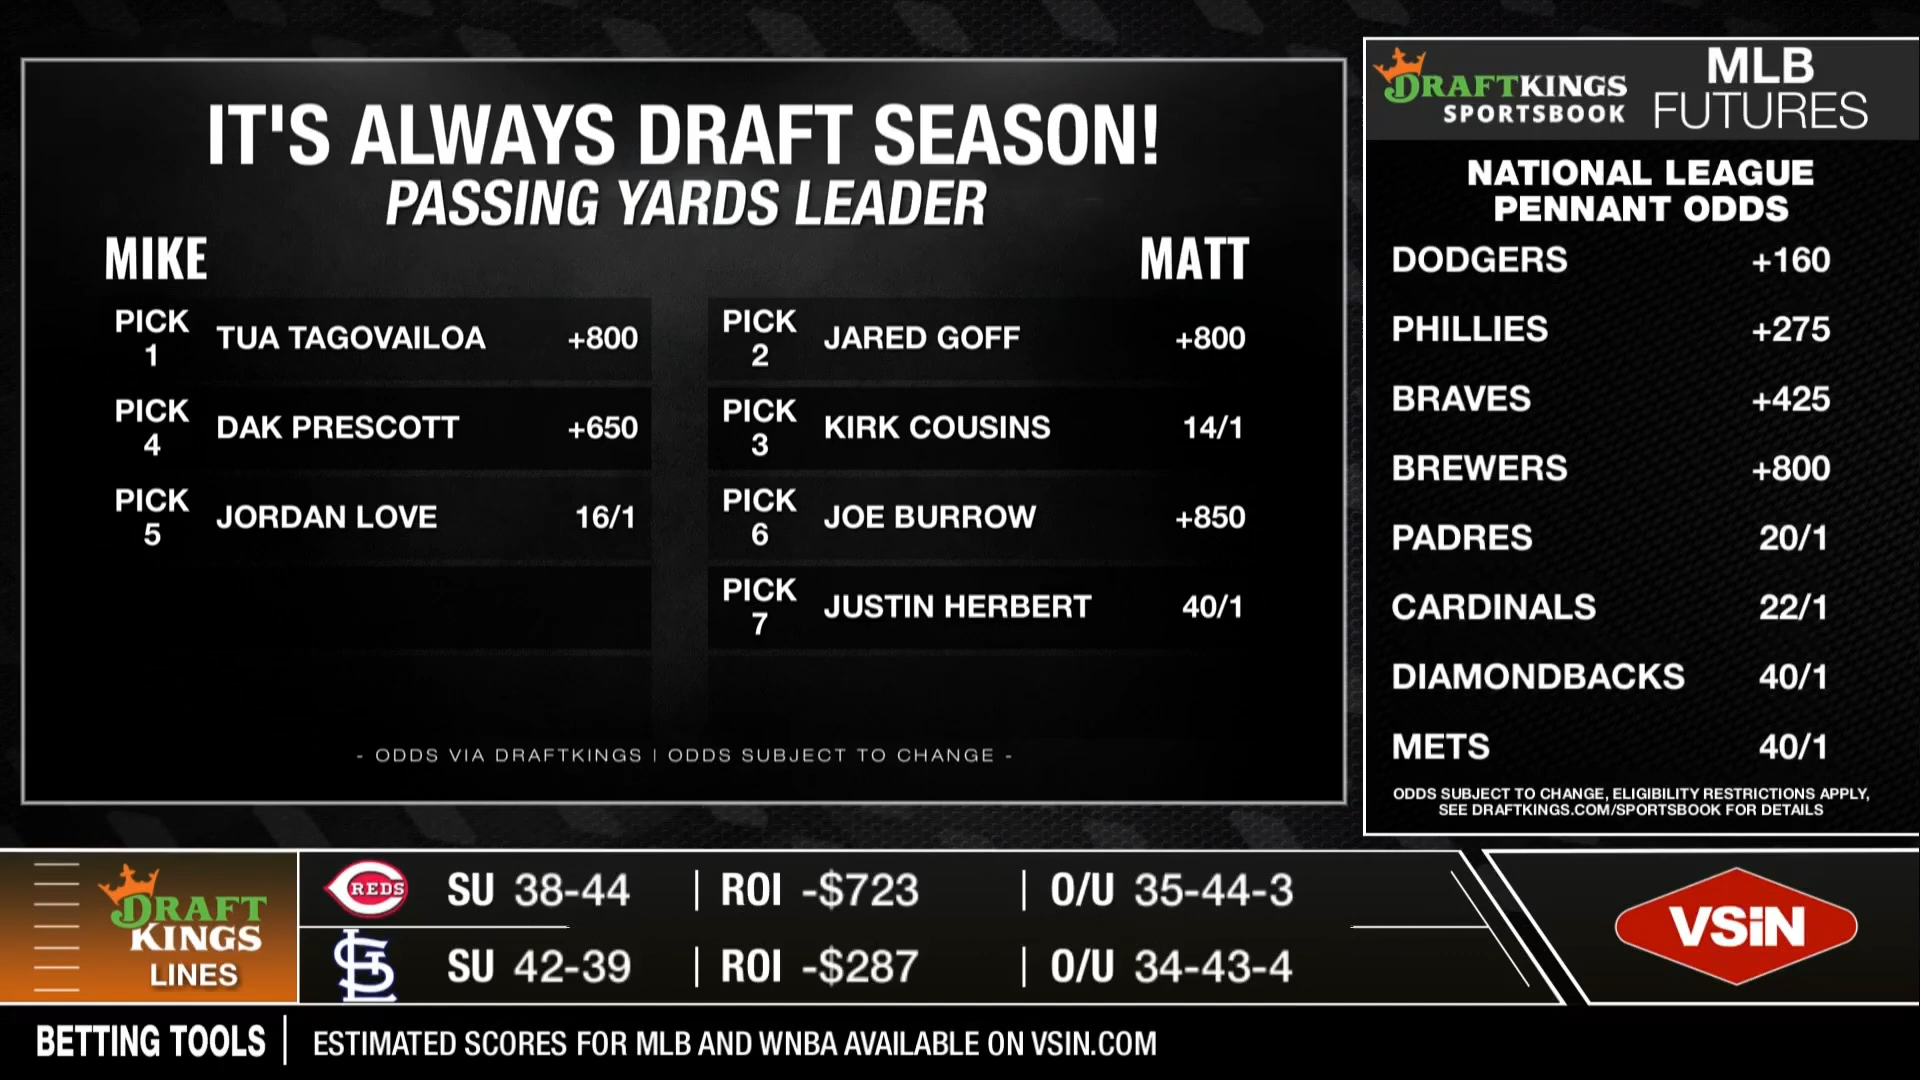 IT'S ALWAYS DRAFT SEASON!
PASSING YARDS LEADER
MIKE
PICK 1 TUA TAGOVAILOA +800
PICK 4 DAK PRESCOTT +650
PICK 5 JORDAN LOVE 16/1
MATT
PICK 2 JARED GOFF +800
PICK 3 KIRK COUSINS 14/1
PICK 6 JOE BURROW +850
PICK 7 JUSTIN HERBERT 40/1
- ODDS VIA DRAFTKINGS | ODDS SUBJECT TO CHANGE -
DRAFTKINGS
SPORTSBOOK
MLB
FUTURES
NATIONAL LEAGUE
PENNANT ODDS
DODGERS +160
PHILLIES +275
BRAVES +425
BREWERS +800
PADRES 20/1
CARDINALS 22/1
DIAMONDBACKS 40/1
METS 40/1
ODDS SUBJECT TO CHANGE, ELIGIBILITY RESTRICTIONS APPLY,
SEE DRAFTKINGS.COM/SPORTSBOOK FOR DETAILS
DRAFT
KINGS
LINES
REDS SU 38-44 | ROI -$723 | O/U 35-44-3
STL SU 42-39 | ROI -$287 | O/U 34-43-4
VSiN
BETTING TOOLS | ESTIMATED SCORES FOR MLB AND WNBA AVAILABLE ON VSIN.COM